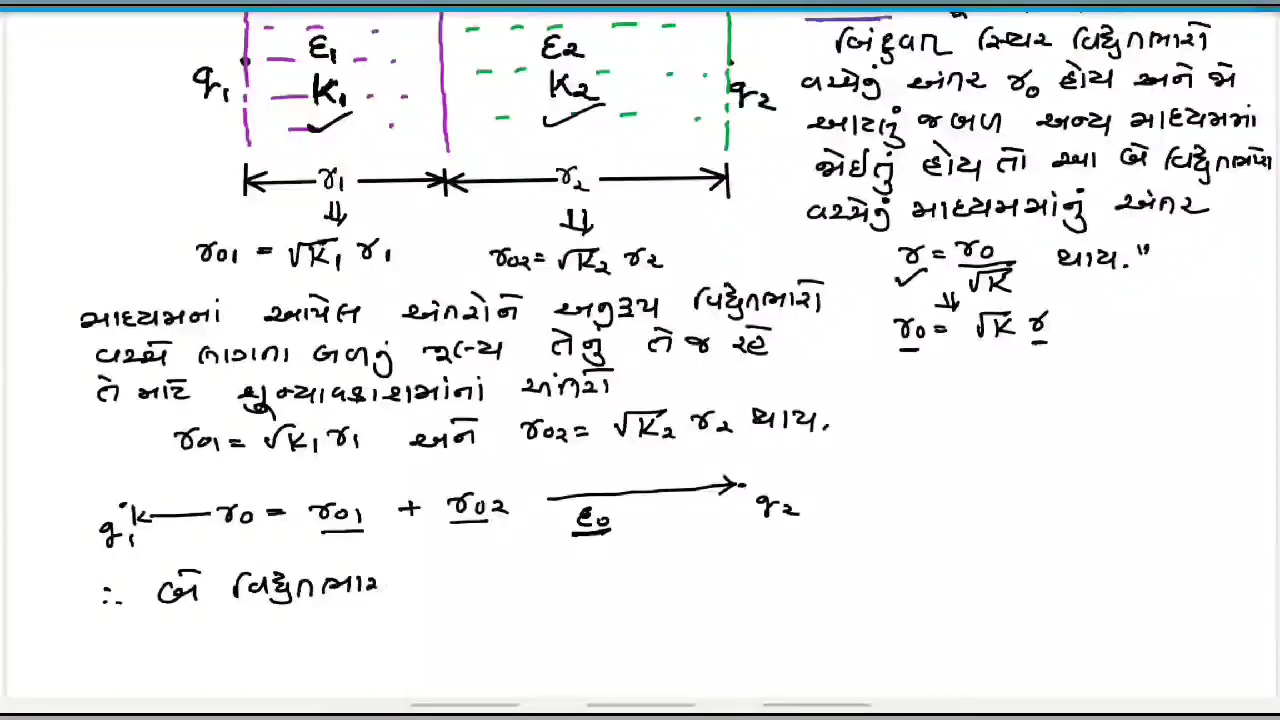 ε₁ ε₂
q₁ K₁ K₂ q₂
r₁ r₂
r₀₁ = √K₁ r₁ r₀₂ = √K₂ r₂
બિંદુવત્ સ્થિર વિદ્યુતભારો
વચ્ચેનું અંતર r₀ હોય અને જો
આટલું જ બળ અન્ય માધ્યમમાં
જોઈતું હોય તો આ બે વિદ્યુતભારો
વચ્ચેનું માધ્યમમાંનું અંતર
r = r₀/√K થાય."
r₀ = √K r
માધ્યમનાં આપેલ અંતરોને અનુરૂપ વિદ્યુતભારો
વચ્ચે લાગતા બળનું મૂલ્ય તેનું તે જ રહે
તે માટે શુન્યાવકાશમાંનાં અંતરો
r₀₁ = √K₁ r₁ અને r₀₂ = √K₂ r₂ થાય.
q₁ r₀ = r₀₁ + r₀₂ ε₀ q₂
∴ બે વિદ્યુતભાર